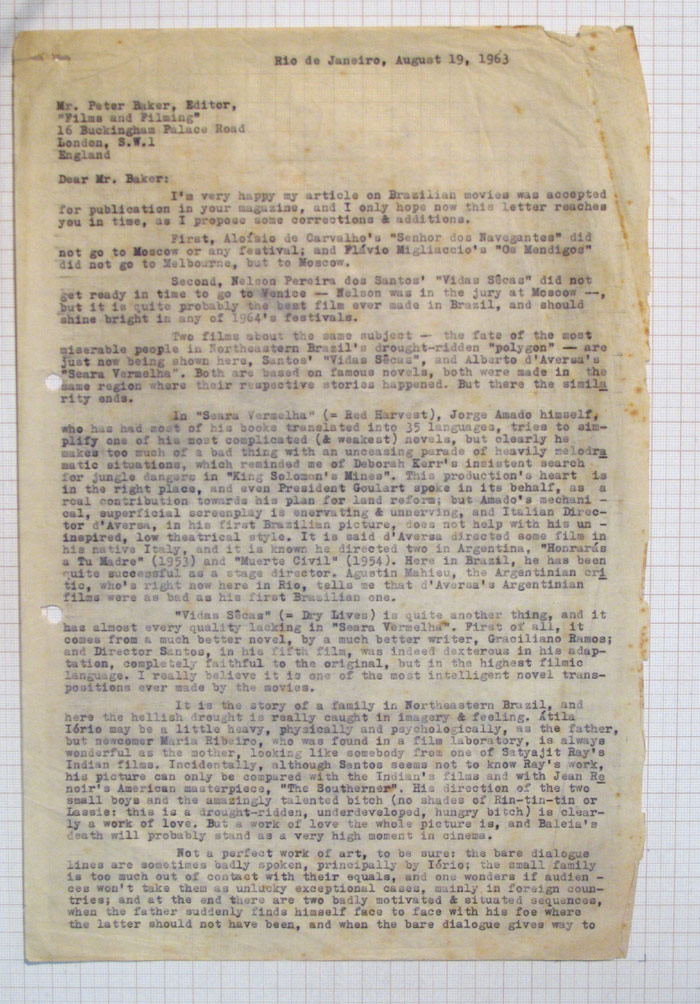 Rio de Janeiro, August 19, 1963
Mr. Peter Baker, Editor,
"Films and Filming"
16 Buckingham Palace Road
London, S.W.1
England
Dear Mr. Baker:
I'm very happy my article on Brazilian movies was accepted
for publication in your magazine, and I only hope now this letter reaches
you in time, as I propose some corrections & additions.
First, Aloísio de Carvalho's "Senhor dos Navegantes" did
not go to Moscow or any festival; and Flávio Migliaccio's "Os Mendigos"
did not go to Melbourne, but to Moscow.
Second, Nelson Pereira dos Santos' "Vidas Sêcas" did not
get ready in time to go to Venice — Nelson was in the jury at Moscow —,
but it is quite probably the best film ever made in Brazil, and should
shine bright in any of 1964's festivals.
Two films about the same subject — the fate of the most
miserable people in Northeastern Brazil's drought-ridden "polygon" — are
just now being shown here, Santos' "Vidas Sêcas", and Alberto d'Aversa's
"Seara Vermelha". Both are based on famous novels, both were made in the
same region where their respective stories happened. But there the simila
rity ends.
In "Seara Vermelha" (= Red Harvest), Jorge Amado himself,
who has had most of his books translated into 35 languages, tries to sim-
plify one of his most complicated (& weakest) novels, but clearly he
makes too much of a bad thing with an unceasing parade of heavily melodra
matic situations, which reminded me of Deborah Kerr's insistent search
for jungle dangers in "King Solomon's Mines". This production's heart is
in the right place, and even President Goulart spoke in its behalf, as a
real contribution towards his plan for land reform; but Amado's mechani -
cal, superficial screenplay is enervating & unnerving, and Italian Direc-
tor d'Aversa, in his first Brazilian picture, does not help with his un -
inspired, low theatrical style. It is said d'Aversa directed some film in
his native Italy, and it is known he directed two in Argentina, "Honrarás
a Tu Madre" (1953) and "Muerte Civil" (1954). Here in Brazil, he has been
quite successful as a stage director. Agustin Mahieu, the Argentinian cri
tic, who's right now here in Rio, tells me that d'Aversa's Argentinian
films were as bad as his first Brazilian one.
"Vidas Sêcas" (= Dry Lives) is quite another thing, and it
has almost every quality lacking in "Seara Vermelha". First of all, it
comes from a much better novel, by a much better writer, Graciliano Ramos;
and Director Santos, in his fifth film, was indeed dexterous in his adap-
tation, completely faithful to the original, but in the highest filmic
language. I really believe it is one of the most intelligent novel trans-
positions ever made by the movies.
It is the story of a family in Northeastern Brazil, and
here the hellish drought is really caught in imagery & feeling. Átila
Iório may be a little heavy, physically and psychologically, as the father,
but newcomer Maria Ribeiro, who was found in a film laboratory, is always
wonderful as the mother, looking like somebody from one of Satyajit Ray's
Indian films. Incidentally, although Santos seems not to know Ray's work,
his picture can only be compared with the Indian's films and with Jean Re
noir's American masterpiece, "The Southerner". His direction of the two
small boys and the amazingly talented bitch (no shades of Rin-tin-tin or
Lassie: this is a drought-ridden, underdeveloped, hungry bitch) is clear-
ly a work of love. But a work of love the whole picture is, and Baleia's
death will probably stand as a very high moment in cinema.
Not a perfect work of art, to be sure: the bare dialogue
lines are sometimes badly spoken, principally by Iório; the small family
is too much out of contact with their equals, and one wonders if audien -
ces won't take them as unlucky exceptional cases, mainly in foreign coun-
tries; and at the end there are two badly motivated & situated sequences,
when the father suddenly finds himself face to face with his foe where
the latter should not have been, and when the bare dialogue gives way to